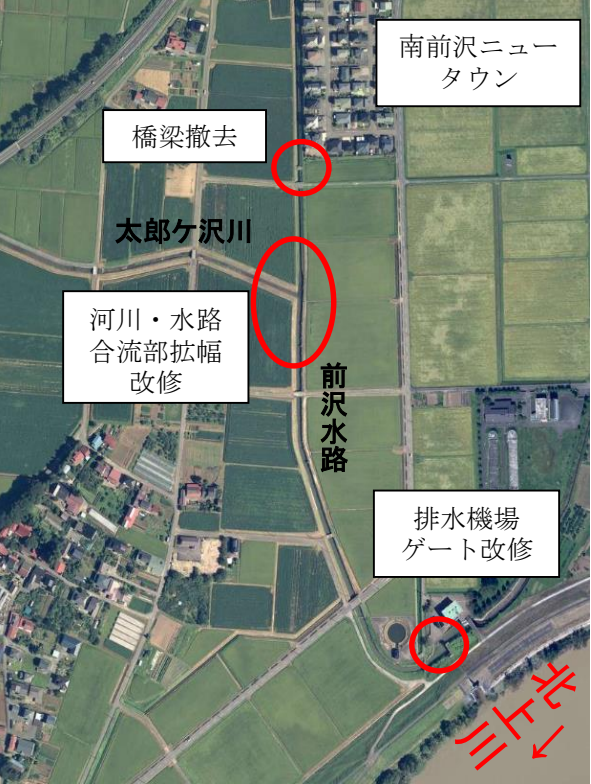 南前沢ニュー
タウン
橋梁撤去
太郎ケ沢川
河川・水路
合流部拡幅
改修
前沢水路
排水機場
ゲート改修
北上川→